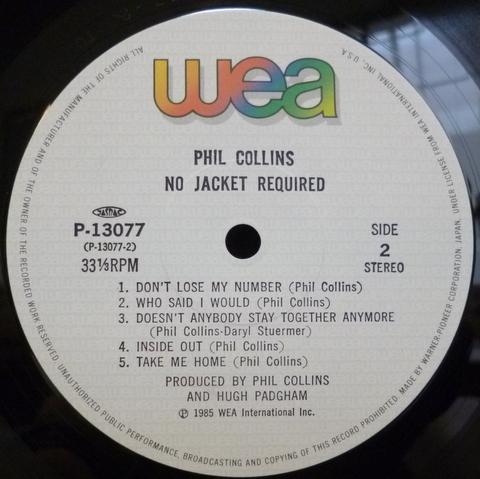 wea
PHIL COLLINS
NO JACKET REQUIRED
JASRAC
P-13077
(P-13077-2)
33⅓RPM
SIDE
2
STEREO
1. DON'T LOSE MY NUMBER (Phil Collins)
2. WHO SAID I WOULD (Phil Collins)
3. DOESN'T ANYBODY STAY TOGETHER ANYMORE
(Phil Collins-Daryl Stuermer)
4. INSIDE OUT (Phil Collins)
5. TAKE ME HOME (Phil Collins)
PRODUCED BY PHIL COLLINS
AND HUGH PADGHAM
℗ 1985 WEA International Inc.
ALL RIGHTS OF THE MANUFACTURER AND OF THE OWNER OF THE RECORDED WORK RESERVED. UNAUTHORIZED PUBLIC PERFORMANCE, BROADCASTING AND COPYING OF THIS RECORD PROHIBITED. MADE BY WARNER-PIONEER CORPORATION, JAPAN, UNDER LICENSE FROM WEA INTERNATIONAL INC., U.S.A.